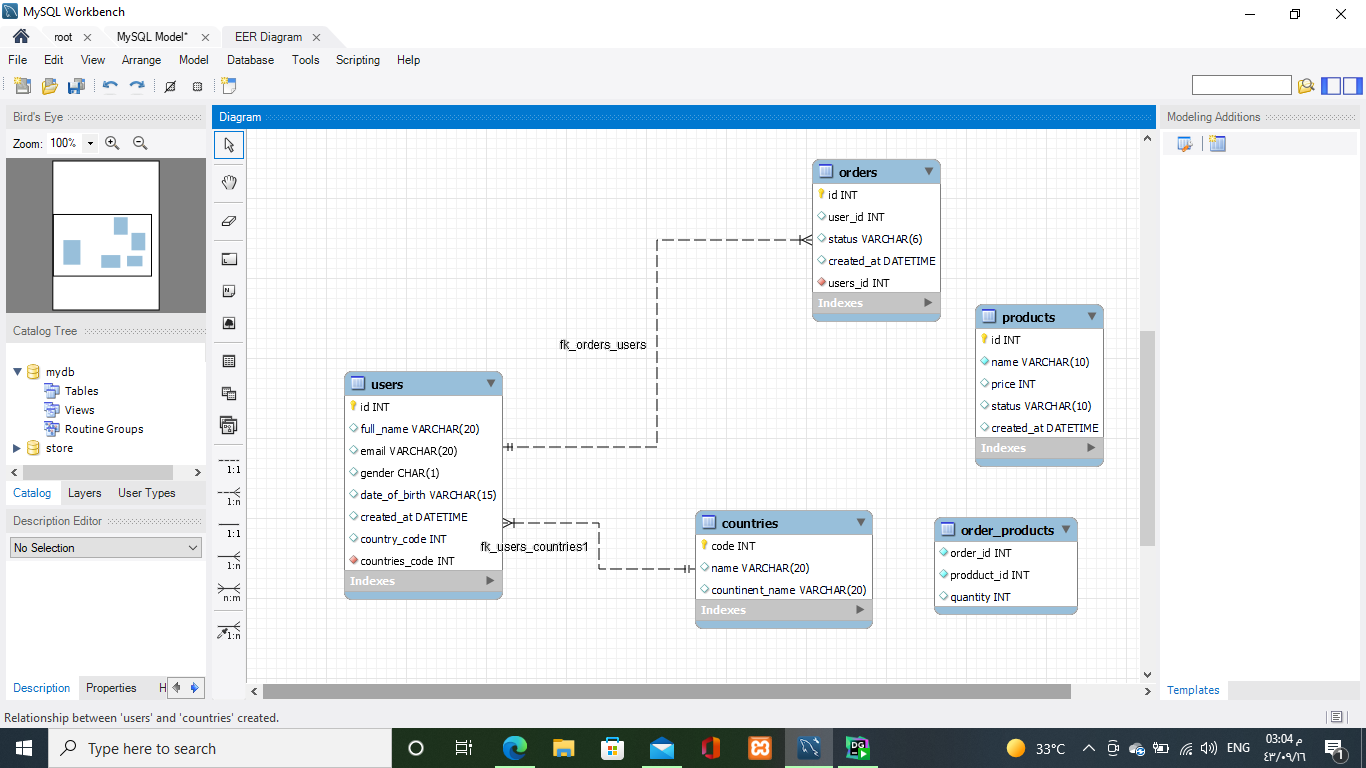 MySQL Workbench
root
MySQL Model*
EER Diagram
File Edit View Arrange Model Database Tools Scripting Help
Bird's Eye
Zoom: 100%
Catalog Tree
mydb
Tables
Views
Routine Groups
store
Catalog Layers User Types
Description Editor
No Selection
Description Properties H
Diagram
1:1
1:n
1:1
1:n
n:m
1:n
orders
id INT
user_id INT
status VARCHAR(6)
created_at DATETIME
users_id INT
Indexes
products
id INT
name VARCHAR(10)
price INT
status VARCHAR(10)
created_at DATETIME
Indexes
fk_orders_users
users
id INT
full_name VARCHAR(20)
email VARCHAR(20)
gender CHAR(1)
date_of_birth VARCHAR(15)
created_at DATETIME
country_code INT
countries_code INT
Indexes
fk_users_countries1
countries
code INT
name VARCHAR(20)
countinent_name VARCHAR(20)
Indexes
order_products
order_id INT
prodduct_id INT
quantity INT
Modeling Additions
Templates
Relationship between 'users' and 'countries' created.
Type here to search
DG
33°C
ENG
03:04 م
٤٣/٠٩/١٦
1